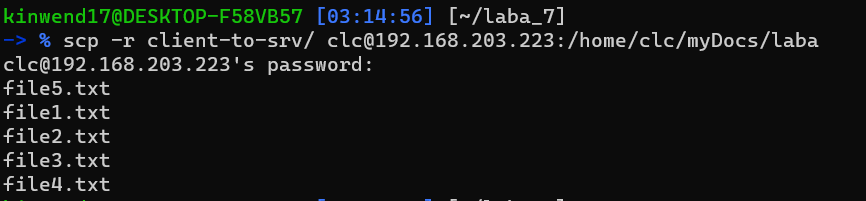 kinwend17@DESKTOP-F58VB57 [03:14:56] [~/laba_7]
-> % scp -r client-to-srv/ clc@192.168.203.223:/home/clc/myDocs/laba
clc@192.168.203.223's password:
file5.txt
file1.txt
file2.txt
file3.txt
file4.txt